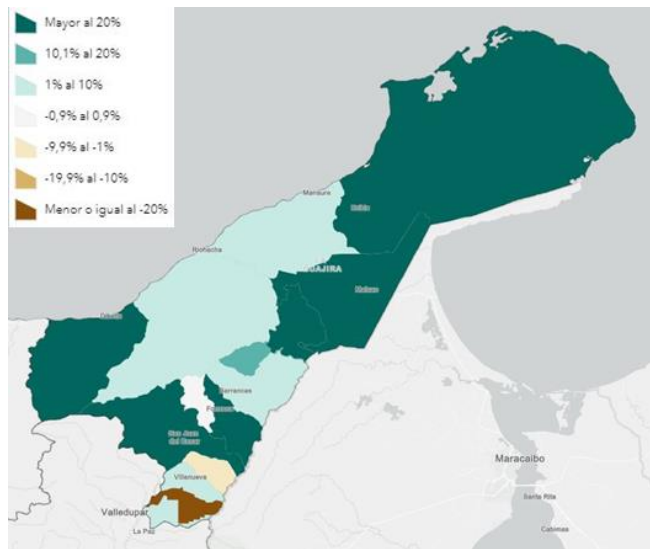 Mayor al 20%
10,1% al 20%
1% al 10%
-0,9% al 0,9%
-9,9% al -1%
-19,9% al -10%
Menor o igual al -20%
Manaure
Uribia
Riohacha
GUAJIRA
Maicao
Dibulla
Barrancas
Fonseca
San Juan
del Cesar
Villanueva
Maracaibo
Santa Rita
Valledupar
La Paz
Cabimas